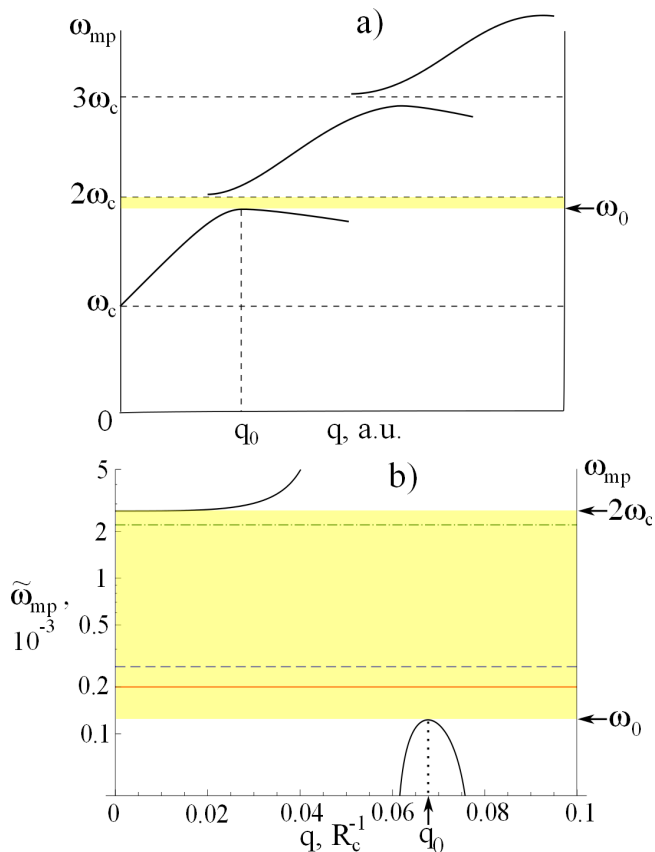 ω_mp
a)
3ω_c
2ω_c
ω_0
ω_c
0
q_0
q, a.u.
b)
ω_mp
5
2ω_c
2
1
ω̃_mp,
10^-3
0.5
0.2
ω_0
0.1
0
0.02
0.04
0.06
0.08
0.1
q, R_c^-1
q_0